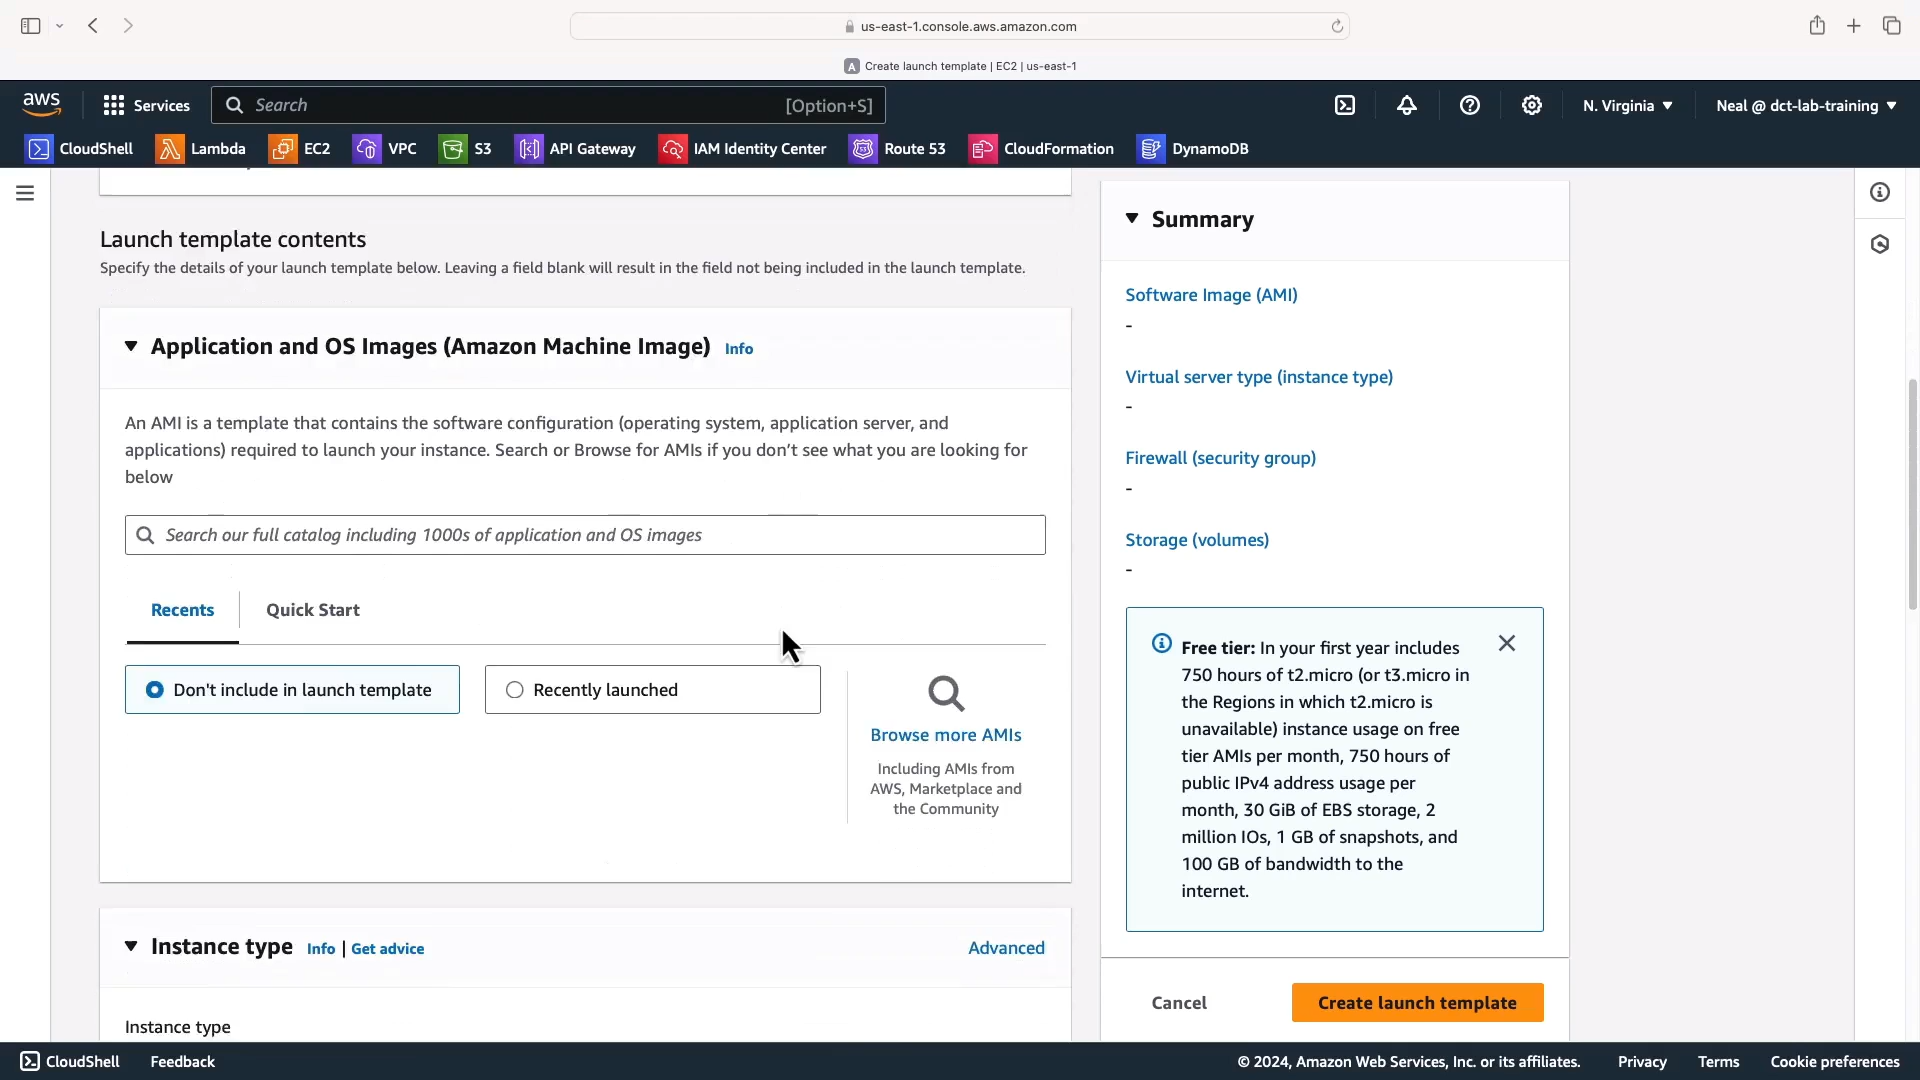 us-east-1.console.aws.amazon.com
A Create launch template | EC2 | us-east-1
aws Services Search [Option+S] N. Virginia ▼ Neal @ dct-lab-training ▼
CloudShell Lambda EC2 VPC S3 API Gateway IAM Identity Center Route 53 CloudFormation DynamoDB
Launch template contents
Specify the details of your launch template below. Leaving a field blank will result in the field not being included in the launch template.
▼ Application and OS Images (Amazon Machine Image) Info
An AMI is a template that contains the software configuration (operating system, application server, and
applications) required to launch your instance. Search or Browse for AMIs if you don’t see what you are looking for
below
Search our full catalog including 1000s of application and OS images
Recents Quick Start
Don't include in launch template Recently launched
Browse more AMIs
Including AMIs from
AWS, Marketplace and
the Community
▼ Instance type Info | Get advice Advanced
Instance type
▼ Summary
Software Image (AMI)
-
Virtual server type (instance type)
-
Firewall (security group)
-
Storage (volumes)
-
Free tier: In your first year includes
750 hours of t2.micro (or t3.micro in
the Regions in which t2.micro is
unavailable) instance usage on free
tier AMIs per month, 750 hours of
public IPv4 address usage per
month, 30 GiB of EBS storage, 2
million IOs, 1 GB of snapshots, and
100 GB of bandwidth to the
internet.
Cancel Create launch template
CloudShell Feedback © 2024, Amazon Web Services, Inc. or its affiliates. Privacy Terms Cookie preferences